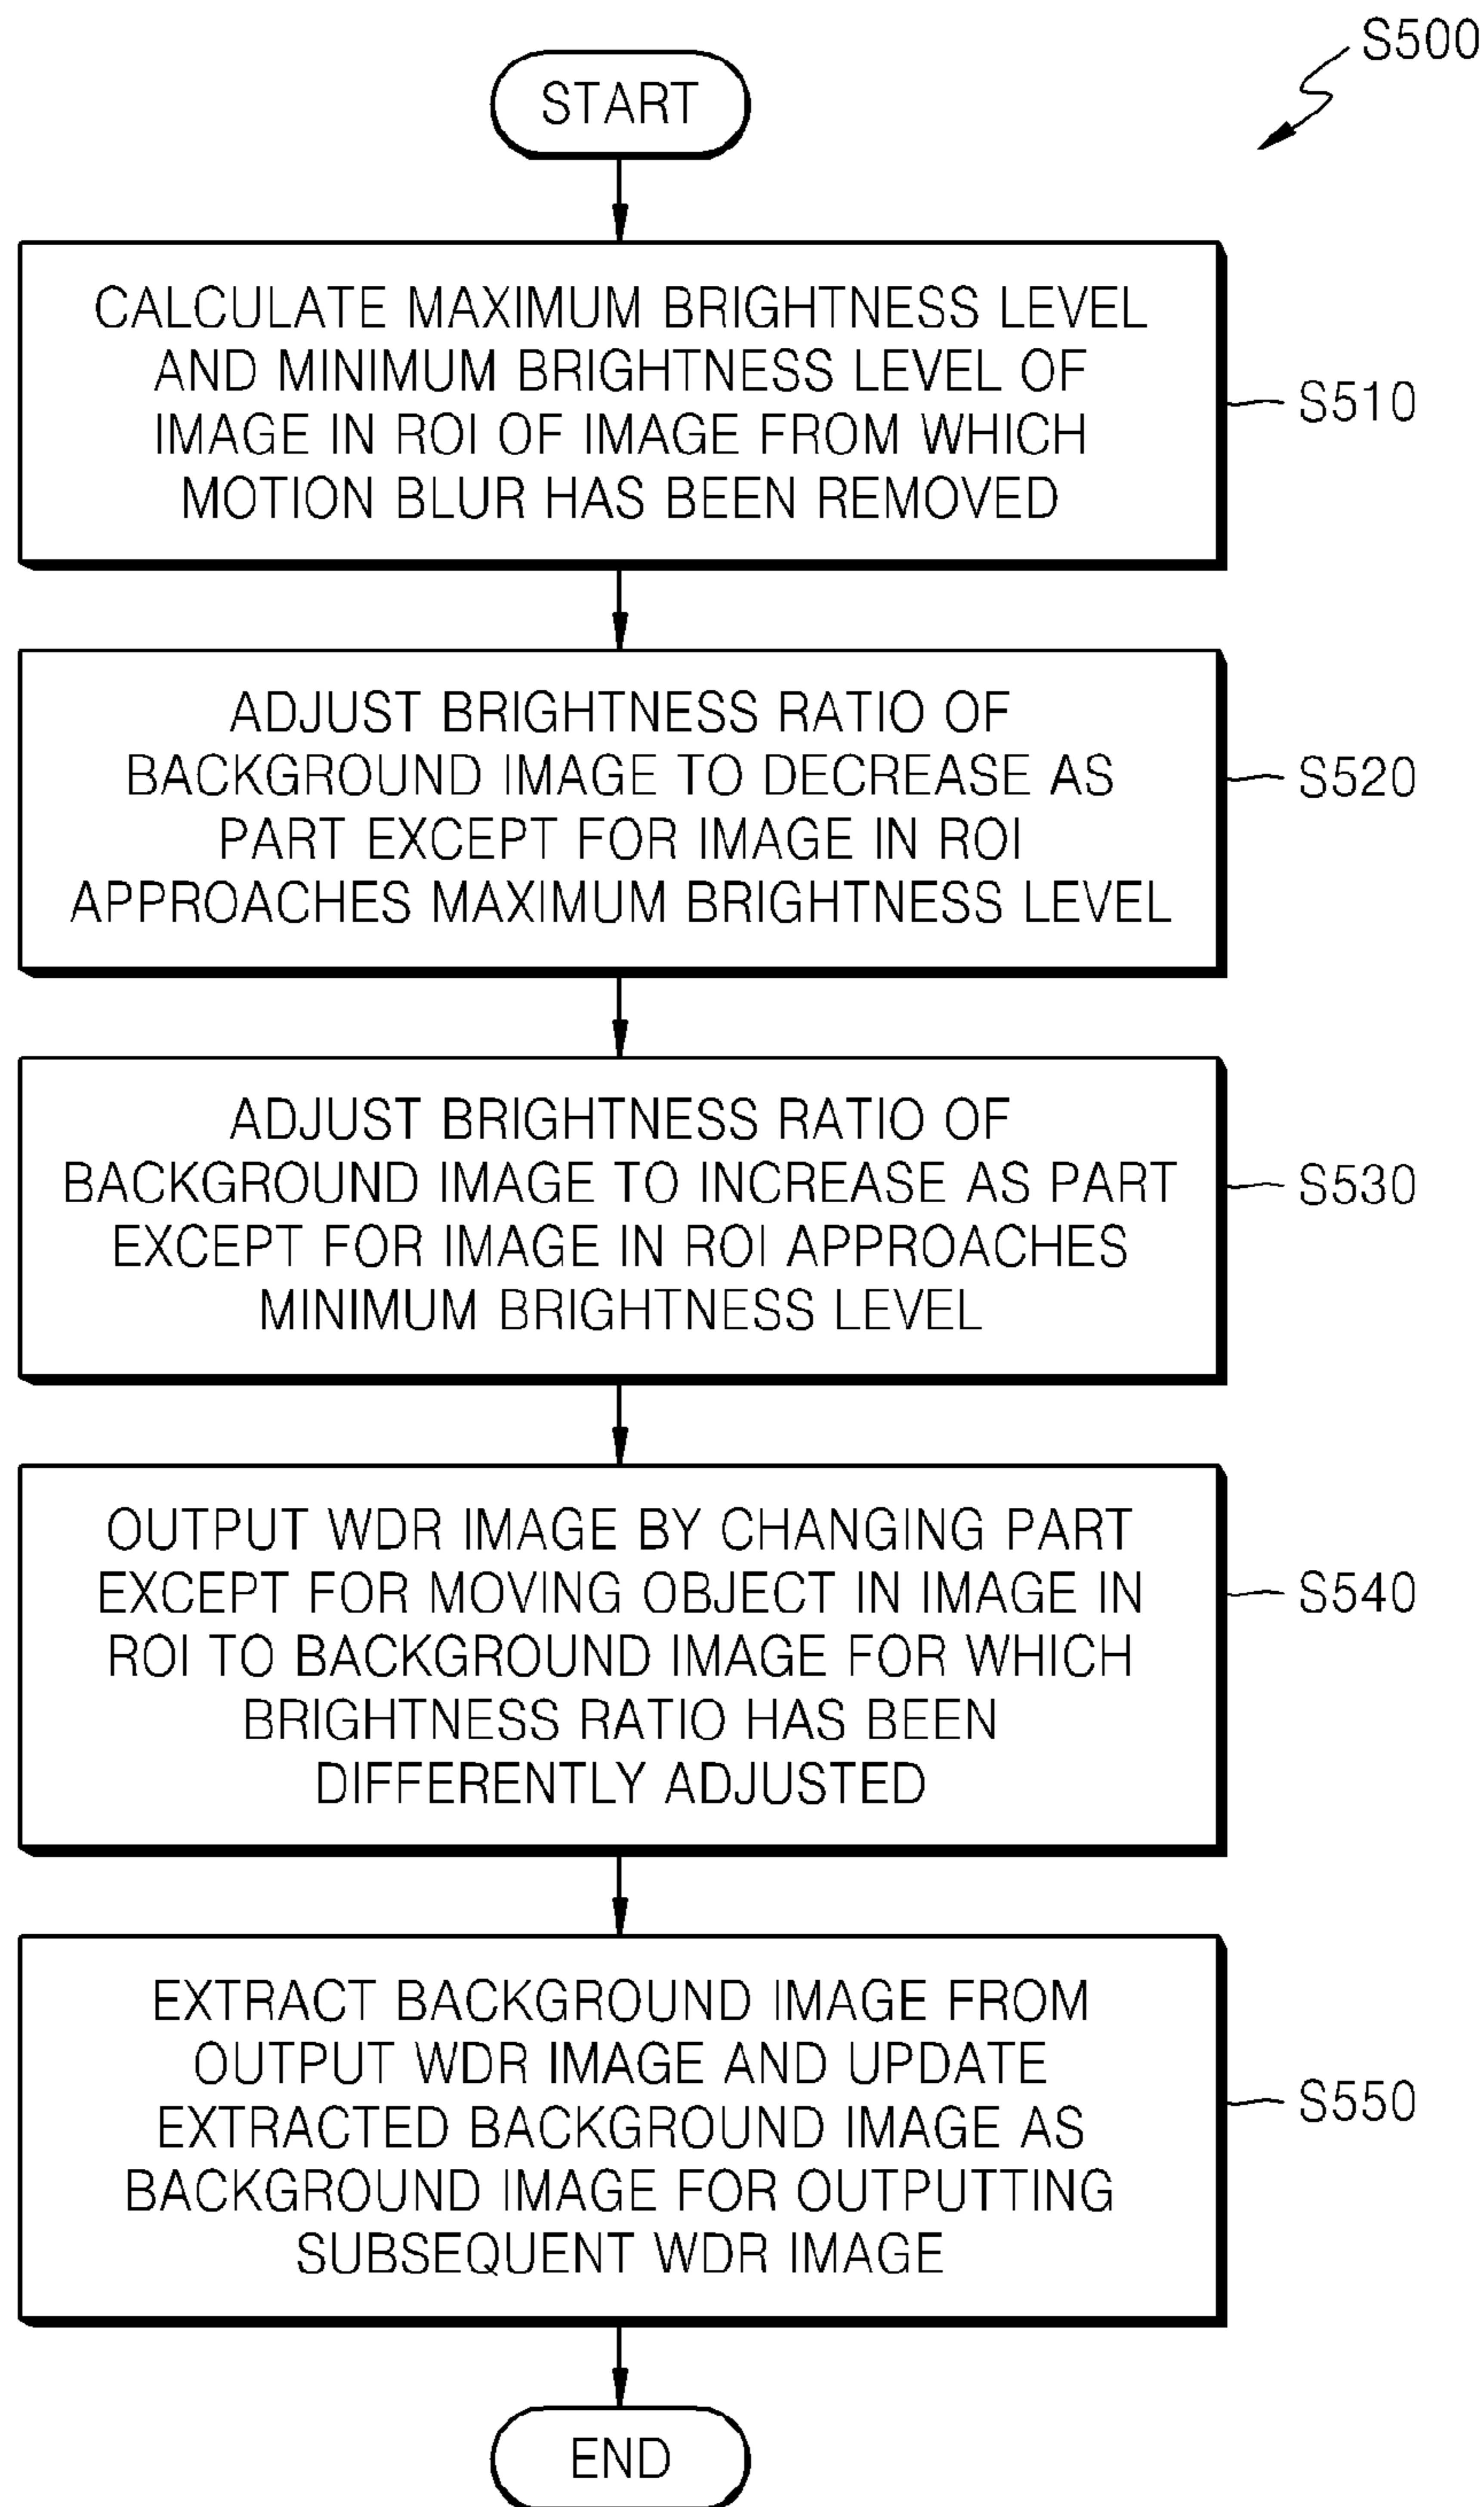 S500
START
CALCULATE MAXIMUM BRIGHTNESS LEVEL
AND MINIMUM BRIGHTNESS LEVEL OF
IMAGE IN ROI OF IMAGE FROM WHICH
MOTION BLUR HAS BEEN REMOVED
S510
ADJUST BRIGHTNESS RATIO OF
BACKGROUND IMAGE TO DECREASE AS
PART EXCEPT FOR IMAGE IN ROI
APPROACHES MAXIMUM BRIGHTNESS LEVEL
S520
ADJUST BRIGHTNESS RATIO OF
BACKGROUND IMAGE TO INCREASE AS PART
EXCEPT FOR IMAGE IN ROI APPROACHES
MINIMUM BRIGHTNESS LEVEL
S530
OUTPUT WDR IMAGE BY CHANGING PART
EXCEPT FOR MOVING OBJECT IN IMAGE IN
ROI TO BACKGROUND IMAGE FOR WHICH
BRIGHTNESS RATIO HAS BEEN
DIFFERENTLY ADJUSTED
S540
EXTRACT BACKGROUND IMAGE FROM
OUTPUT WDR IMAGE AND UPDATE
EXTRACTED BACKGROUND IMAGE AS
BACKGROUND IMAGE FOR OUTPUTTING
SUBSEQUENT WDR IMAGE
S550
END